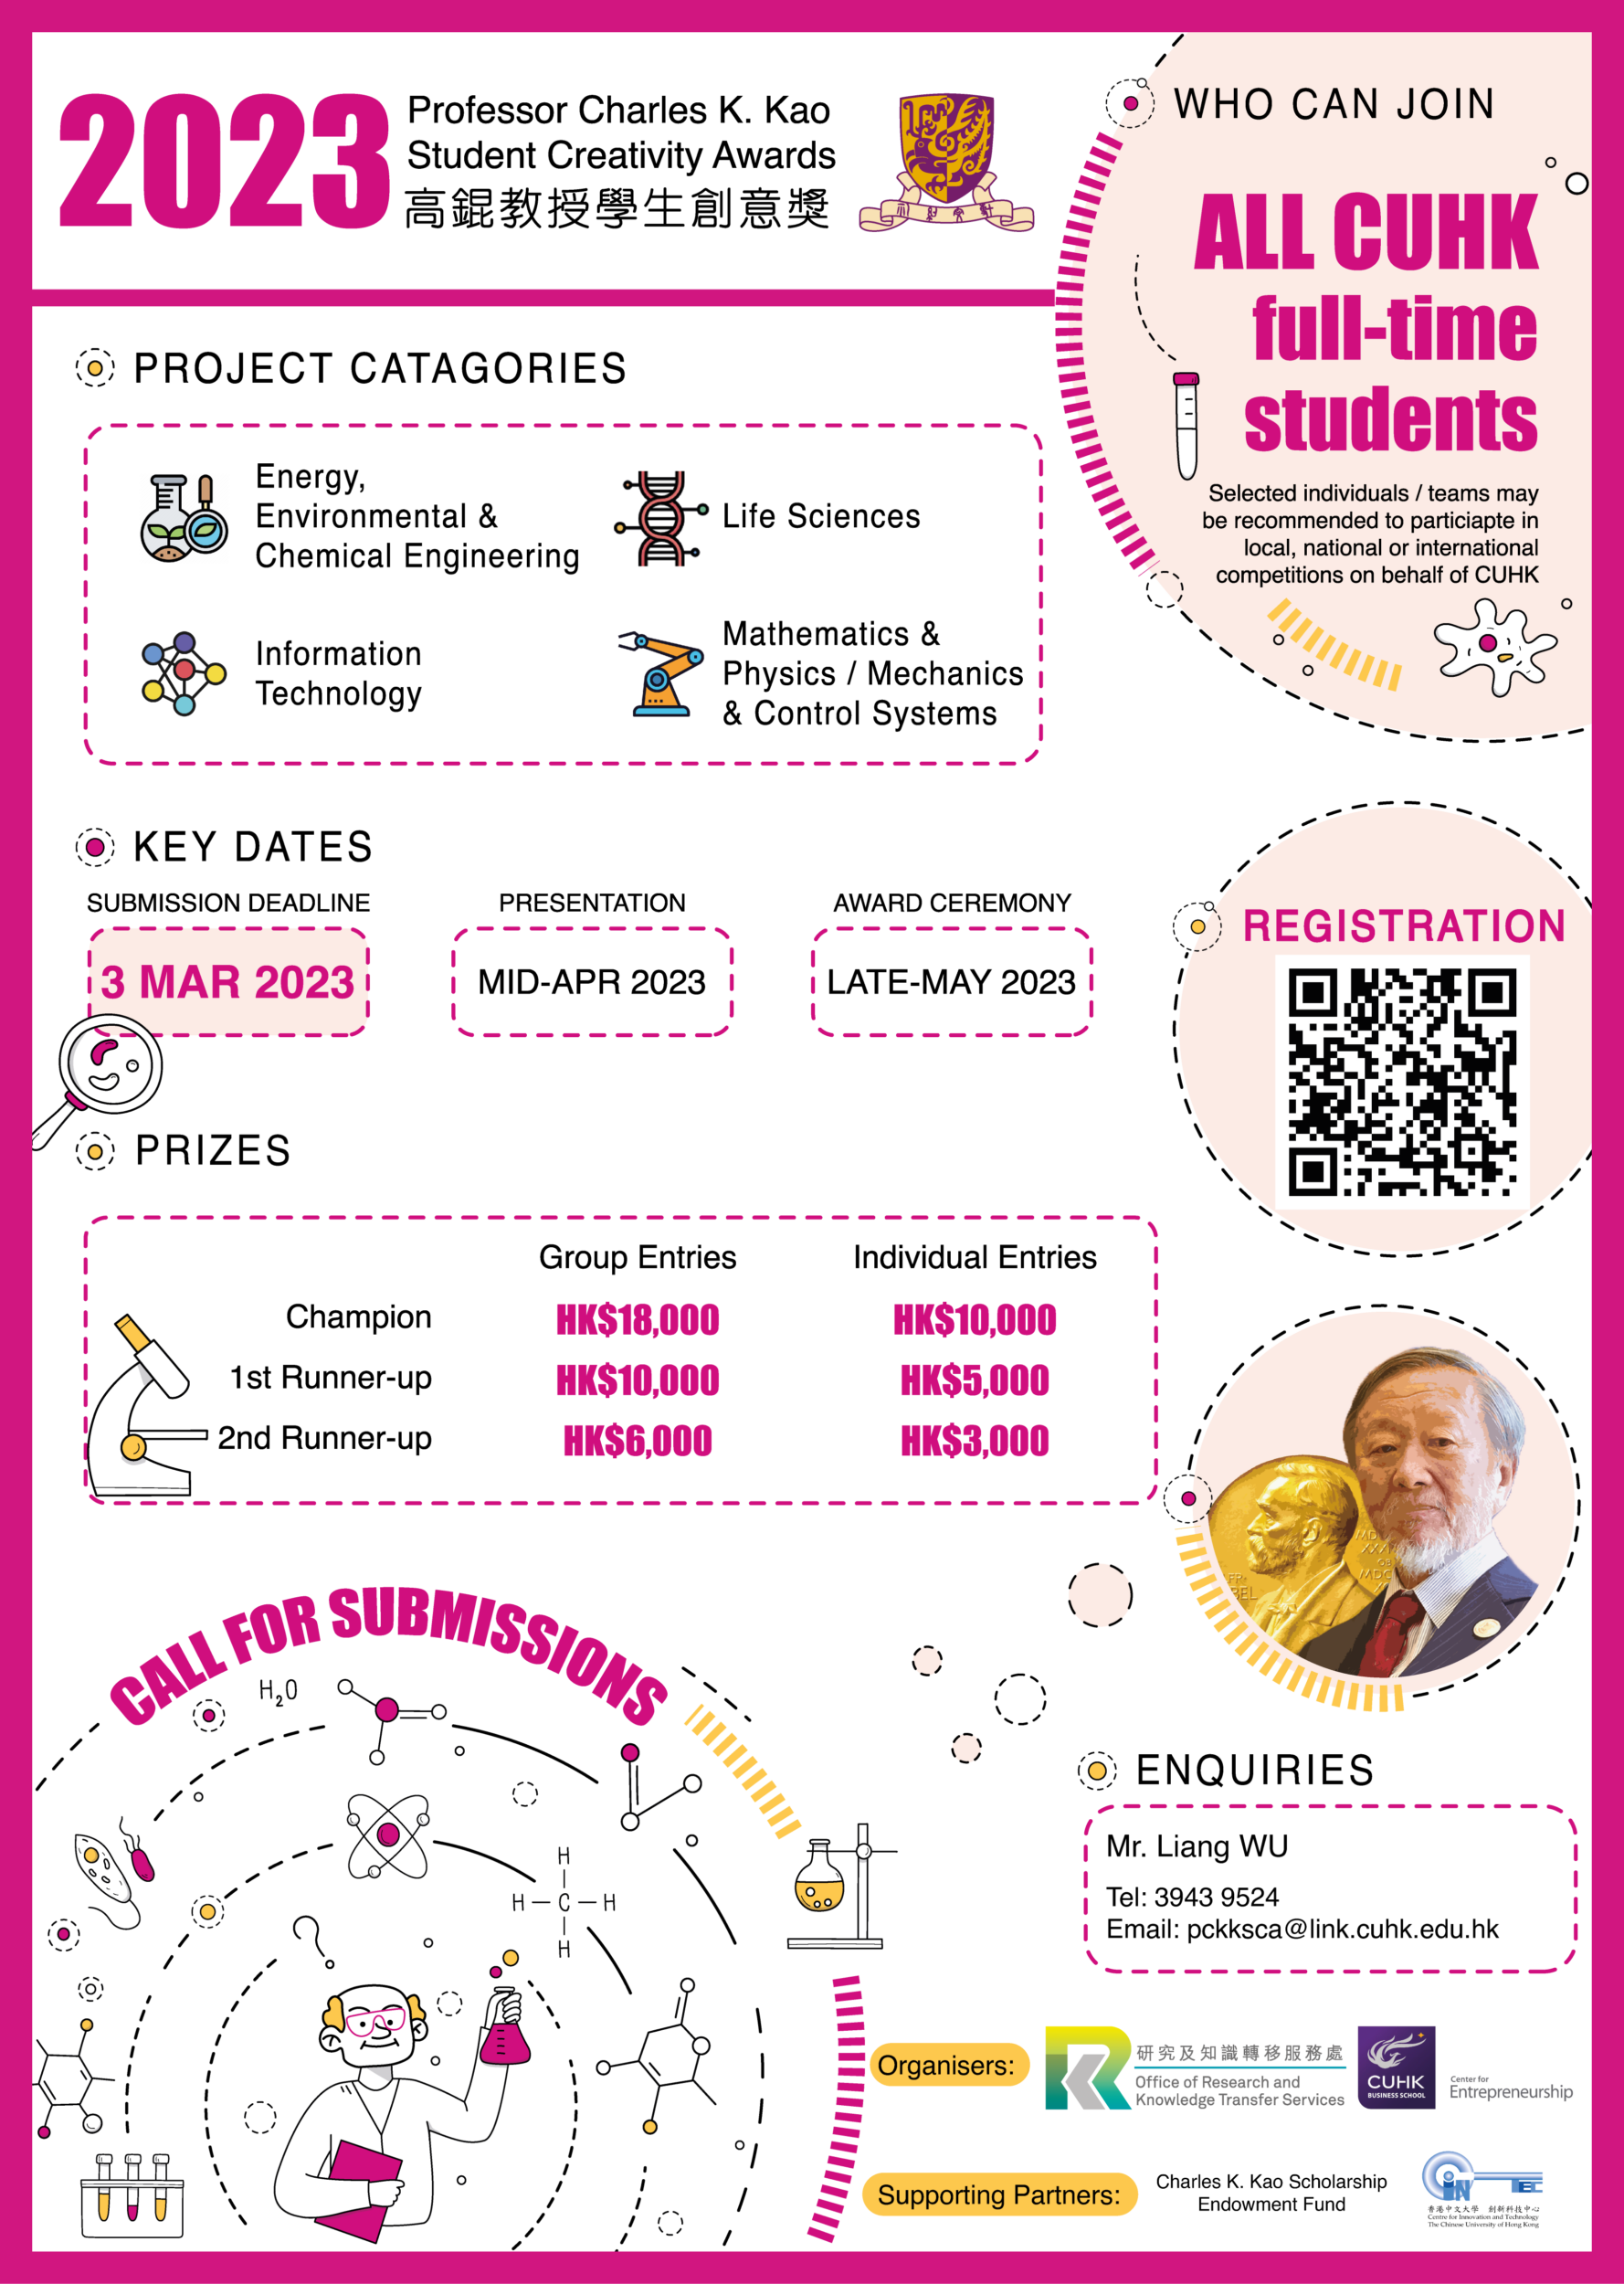 2023
Professor Charles K. Kao
Student Creativity Awards
高錕教授學生創意獎
WHO CAN JOIN
ALL CUHK
full-time
students
Selected individuals / teams may
be recommended to particiapte in
local, national or international
competitions on behalf of CUHK
PROJECT CATAGORIES
Energy,
Environmental &
Chemical Engineering
Life Sciences
Information
Technology
Mathematics &
Physics / Mechanics
& Control Systems
KEY DATES
SUBMISSION DEADLINE
3 MAR 2023
PRESENTATION
MID-APR 2023
AWARD CEREMONY
LATE-MAY 2023
REGISTRATION
PRIZES
Group Entries Individual Entries
Champion HK$18,000 HK$10,000
1st Runner-up HK$10,000 HK$5,000
2nd Runner-up HK$6,000 HK$3,000
CALL FOR SUBMISSIONS
H₂O
H
H C H
H
ENQUIRIES
Mr. Liang WU
Tel: 3943 9524
Email: pckksca@link.cuhk.edu.hk
Organisers:
研究及知識轉移服務處
Office of Research and
Knowledge Transfer Services
CUHK
BUSINESS SCHOOL
Center for
Entrepreneurship
Supporting Partners:
Charles K. Kao Scholarship
Endowment Fund
香港中文大學 創新科技中心
Centre for Innovation and Technology
The Chinese University of Hong Kong